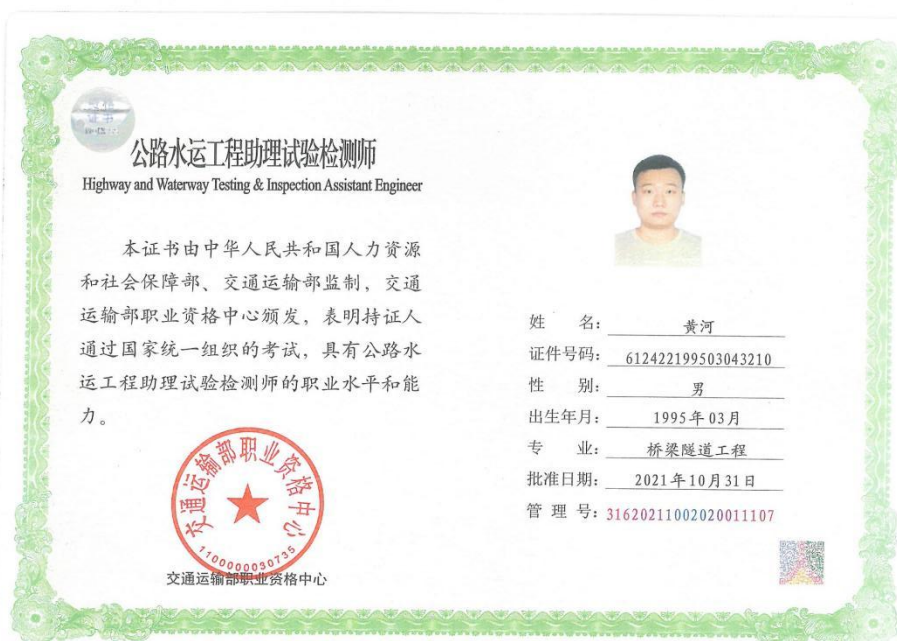 公路水运工程助理试验检测师
Highway and Waterway Testing & Inspection Assistant Engineer
本证书由中华人民共和国人力资源
和社会保障部、交通运输部监制，交通
运输部职业资格中心颁发，表明持证人
通过国家统一组织的考试，具有公路水
运工程助理试验检测师的职业水平和能
力。
交通运输部职业资格中心
1100000030735
交通运输部职业资格中心
姓 名： 黄河
证件号码： 612422199503043210
性 别： 男
出生年月： 1995年03月
专 业： 桥梁隧道工程
批准日期： 2021年10月31日
管 理 号： 31620211002020011107